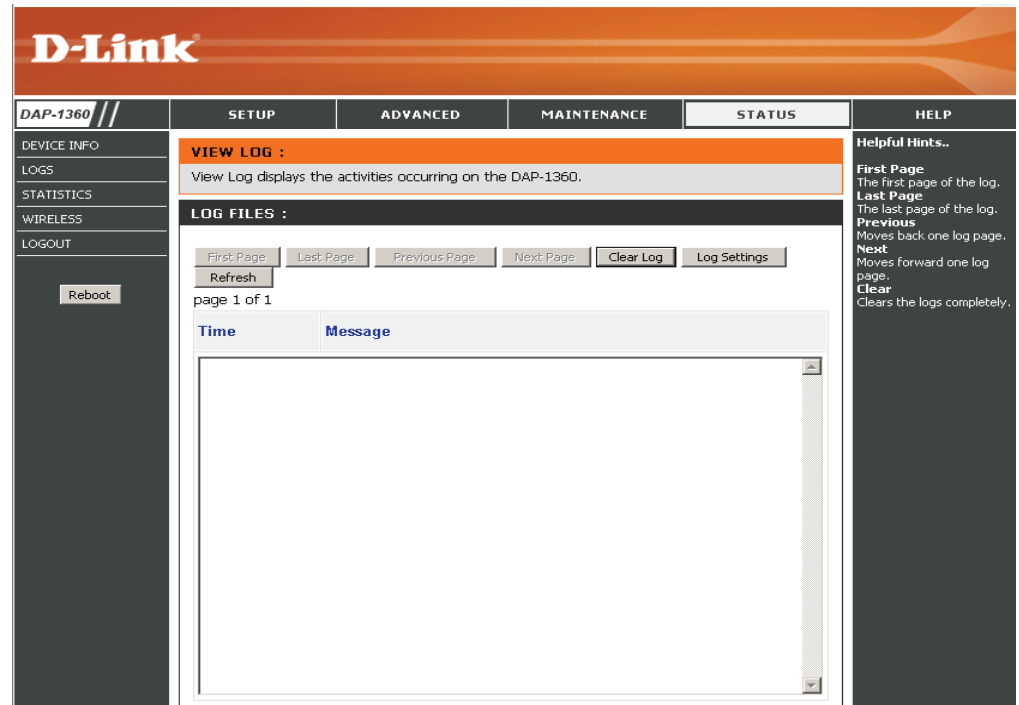 D-Link®
DAP-1360 //
SETUP
ADVANCED
MAINTENANCE
STATUS
HELP
DEVICE INFO
LOGS
STATISTICS
WIRELESS
LOGOUT
Reboot
VIEW LOG :
View Log displays the activities occurring on the DAP-1360.
LOG FILES :
First Page
Last Page
Previous Page
Next Page
Clear Log
Log Settings
Refresh
page 1 of 1
Time
Message
Helpful Hints..
First Page
The first page of the log.
Last Page
The last page of the log.
Previous
Moves back one log page.
Next
Moves forward one log
page.
Clear
Clears the logs completely.